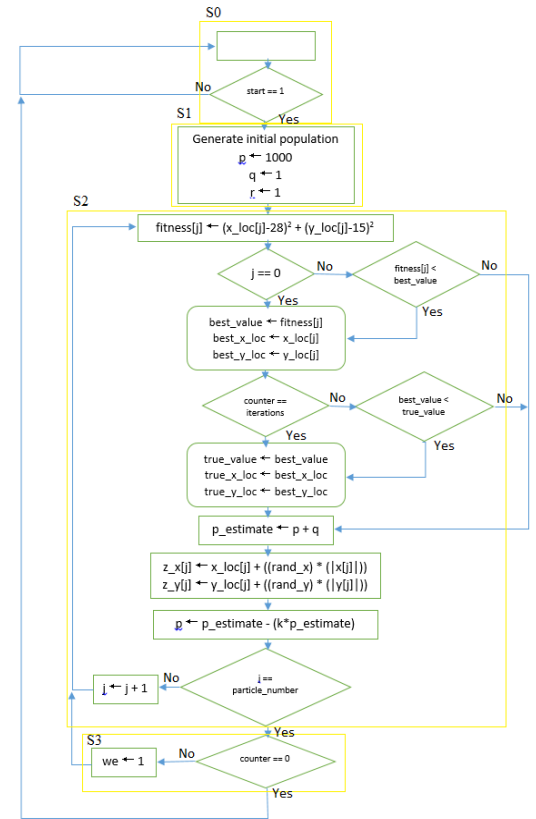 S0
No
start == 1
Yes
S1
Generate initial population
p ← 1000
q ← 1
r ← 1
S2
fitness[j] ← (x_loc[j]-28)² + (y_loc[j]-15)²
j == 0
No
fitness[j] <
best_value
No
Yes
Yes
best_value ← fitness[j]
best_x_loc ← x_loc[j]
best_y_loc ← y_loc[j]
counter ==
iterations
No
best_value <
true_value
No
Yes
Yes
true_value ← best_value
true_x_loc ← best_x_loc
true_y_loc ← best_y_loc
p_estimate ← p + q
z_x[j] ← x_loc[j] + ((rand_x) * (|x[j]|))
z_y[j] ← y_loc[j] + ((rand_y) * (|y[j]|))
p ← p_estimate - (k*p_estimate)
j ==
particle_number
No
j ← j + 1
Yes
S3
we ← 1
No
counter == 0
Yes